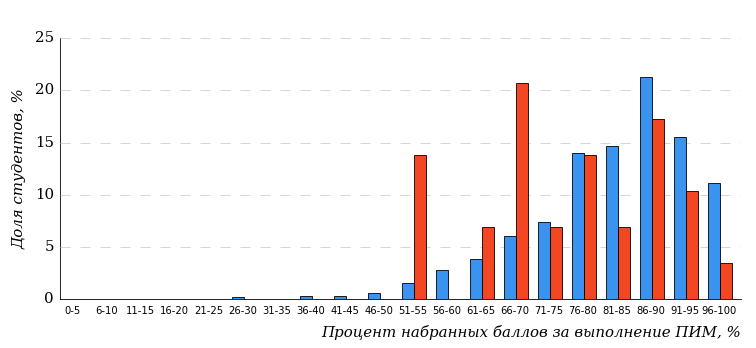 25
20
15
10
5
0
Доля студентов, %
0-5 6-10 11-15 16-20 21-25 26-30 31-35 36-40 41-45 46-50 51-55 56-60 61-65 66-70 71-75 76-80 81-85 86-90 91-95 96-100
Процент набранных баллов за выполнение ПИМ, %